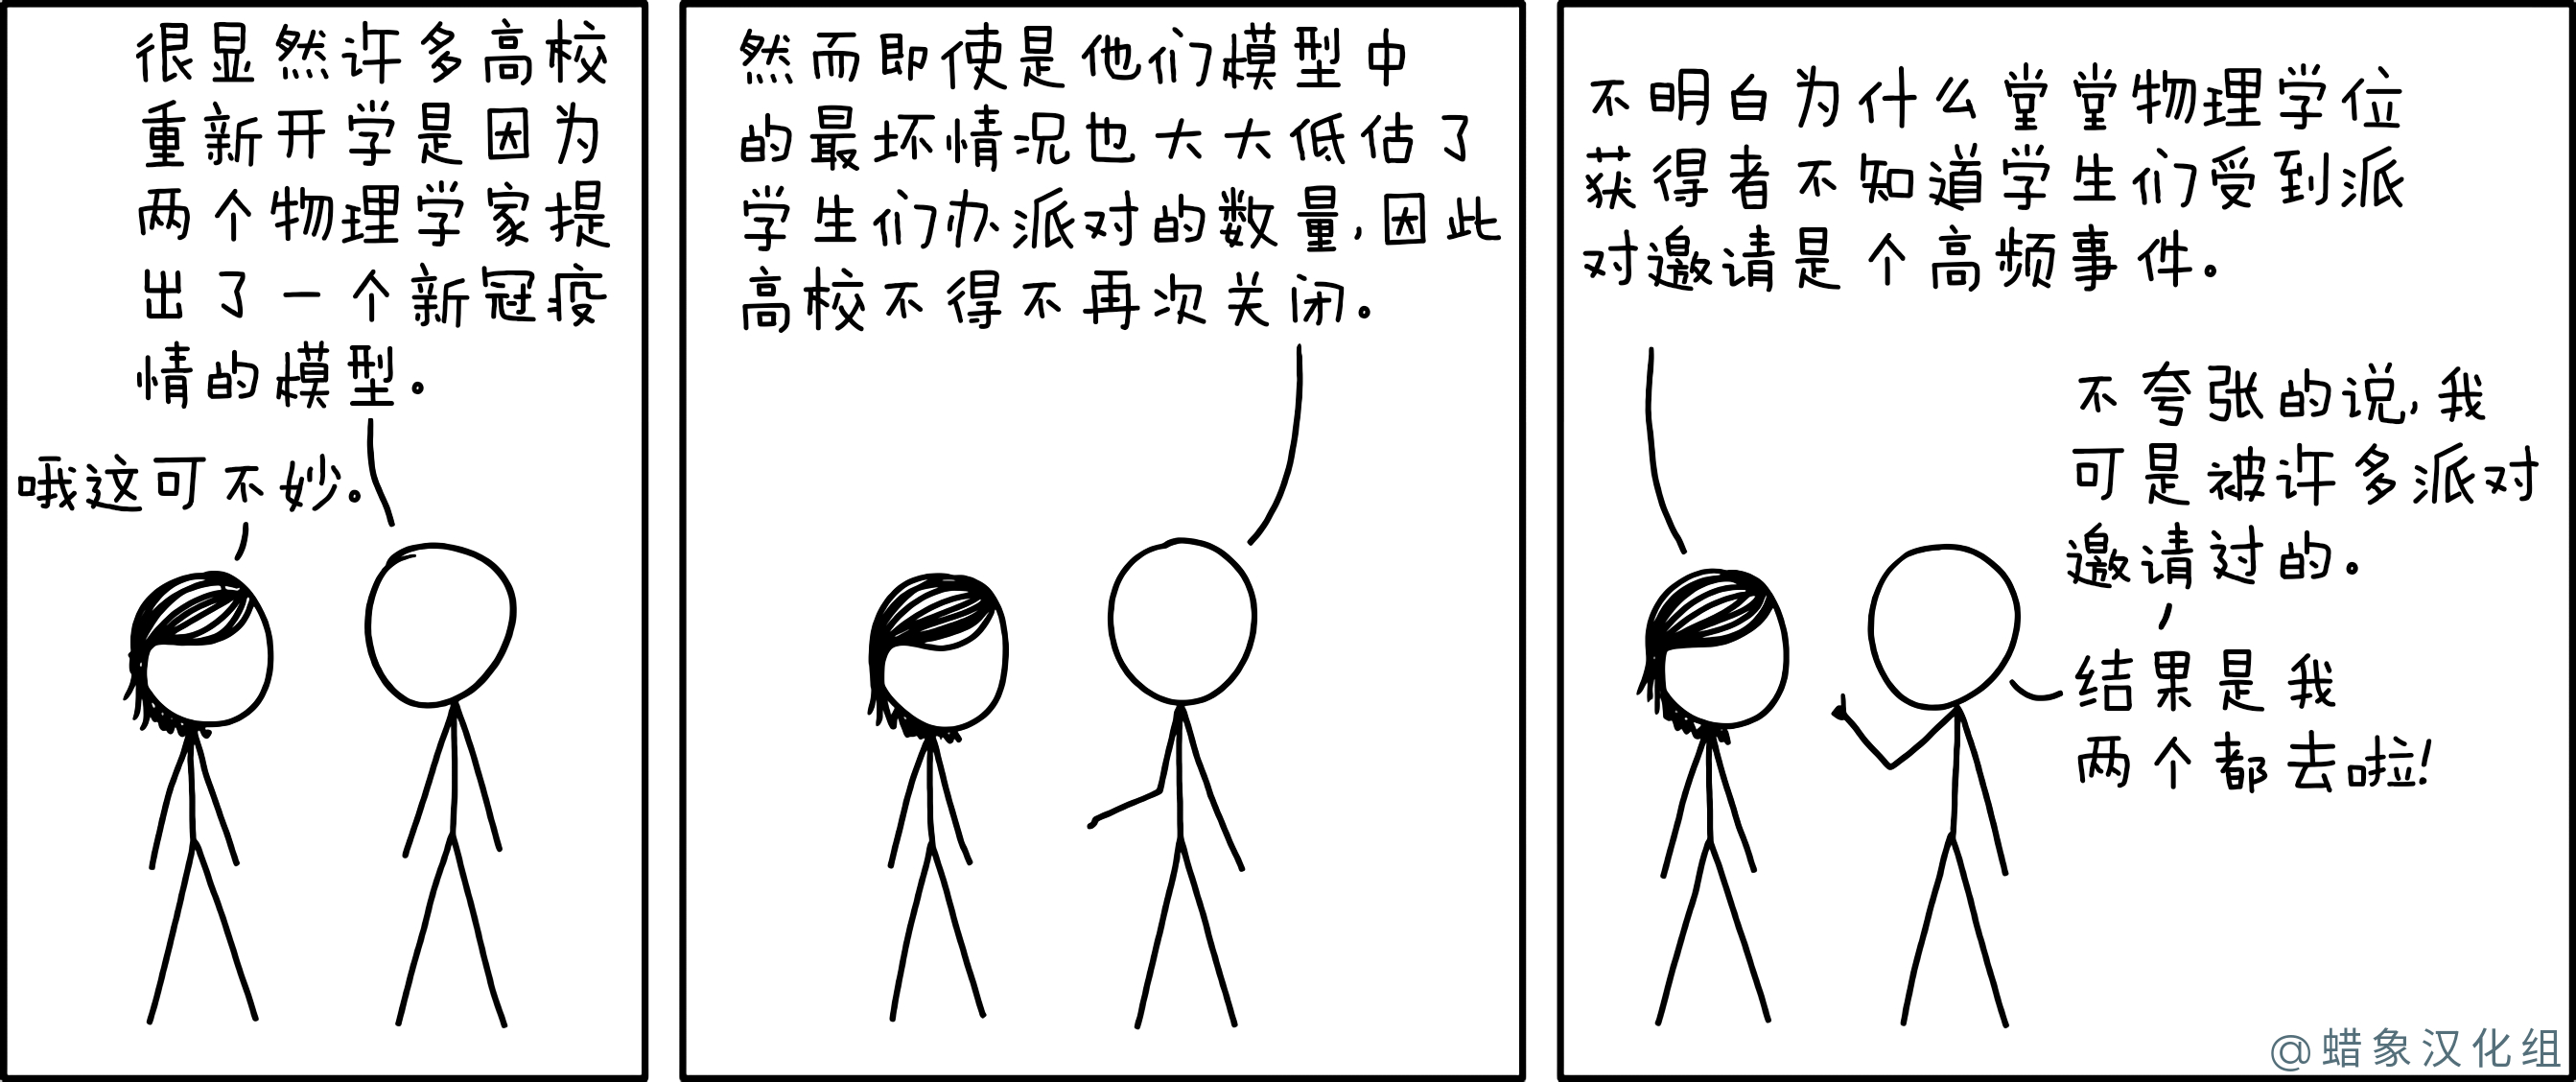 很显然许多高校
重新开学是因为
两个物理学家提
出了一个新冠疫
情的模型。
哦这可不妙。
然而即使是他们模型中
的最坏情况也大大低估了
学生们办派对的数量,因此
高校不得不再次关闭。
不明白为什么堂堂物理学位
获得者不知道学生们受到派
对邀请是个高频事件。
不夸张的说,我
可是被许多派对
邀请过的。
结果是我
两个都去啦!
@蜡象汉化组